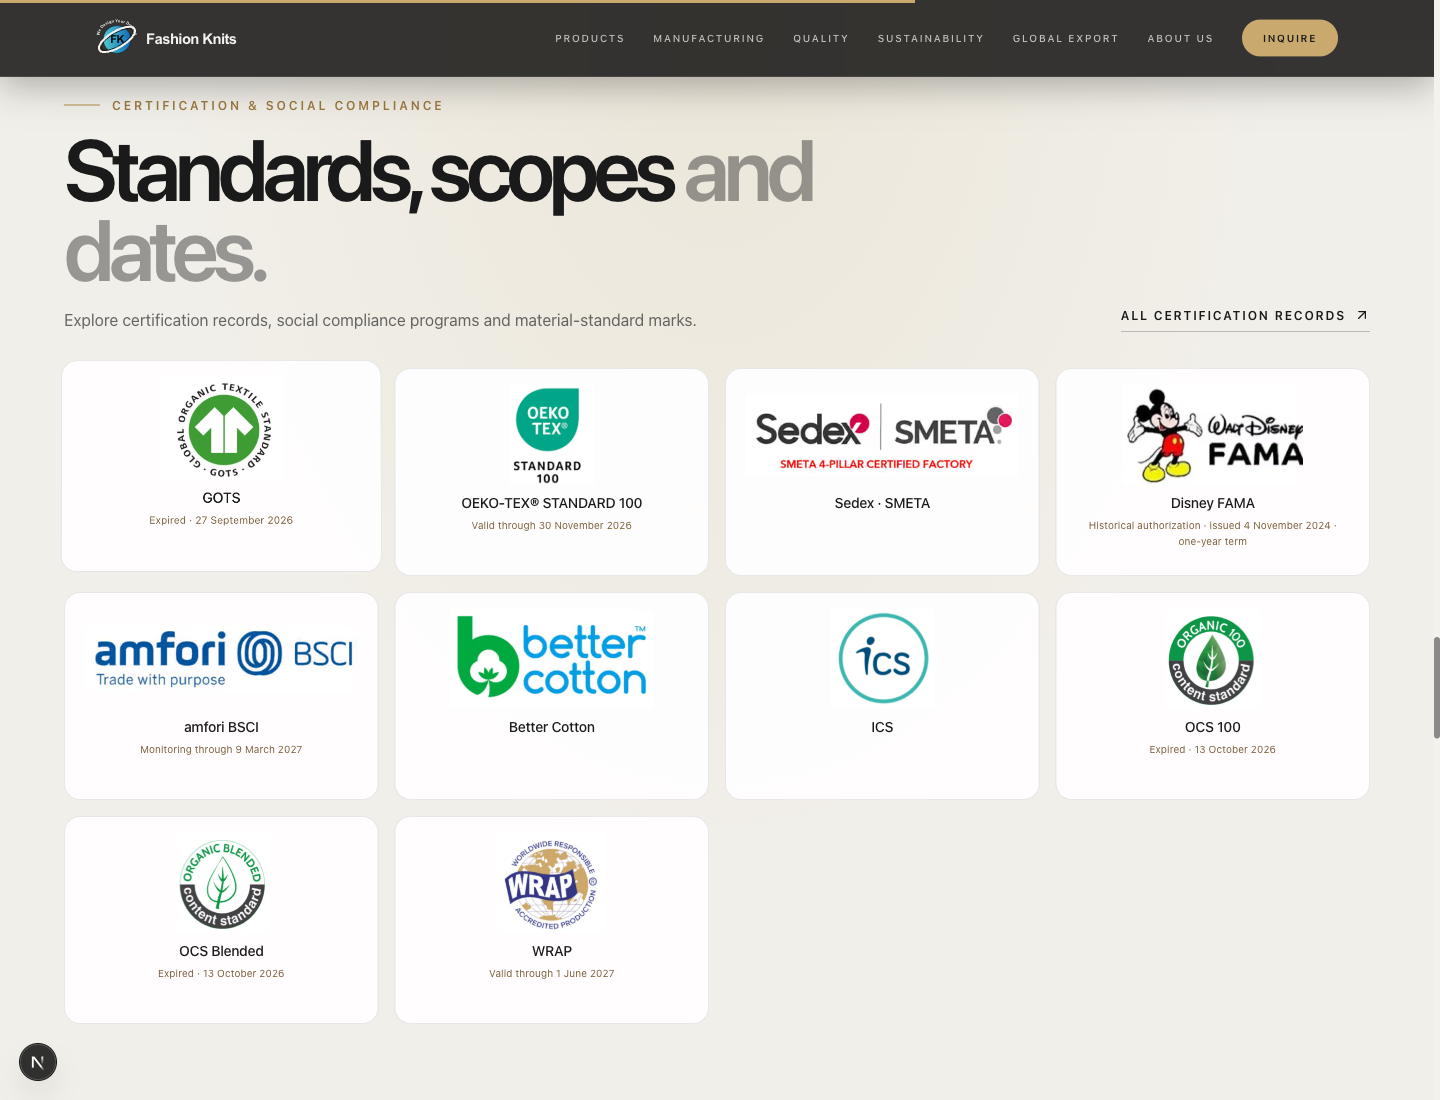 We Design Your Dreams
FK
Fashion Knits
PRODUCTS
MANUFACTURING
QUALITY
SUSTAINABILITY
GLOBAL EXPORT
ABOUT US
INQUIRE
CERTIFICATION & SOCIAL COMPLIANCE
Standards, scopes and
dates.
Explore certification records, social compliance programs and material-standard marks.
ALL CERTIFICATION RECORDS
GLOBAL ORGANIC TEXTILE STANDARD · GOTS ·
GOTS
Expired · 27 September 2026
OEKO
TEX®
STANDARD
100
OEKO-TEX® STANDARD 100
Valid through 30 November 2026
Sedex | SMETA
SMETA 4-PILLAR CERTIFIED FACTORY
Sedex · SMETA
WALT DISNEY
FAMA
Disney FAMA
Historical authorization · issued 4 November 2024 ·
one-year term
amfori BSCI
Trade with purpose
amfori BSCI
Monitoring through 9 March 2027
better
cotton
TM
Better Cotton
ics
ICS
ORGANIC 100
content standard
OCS 100
Expired · 13 October 2026
ORGANIC BLENDED
content standard
OCS Blended
Expired · 13 October 2026
WORLDWIDE RESPONSIBLE
WRAP
ACCREDITED PRODUCTION
®
WRAP
Valid through 1 June 2027
N